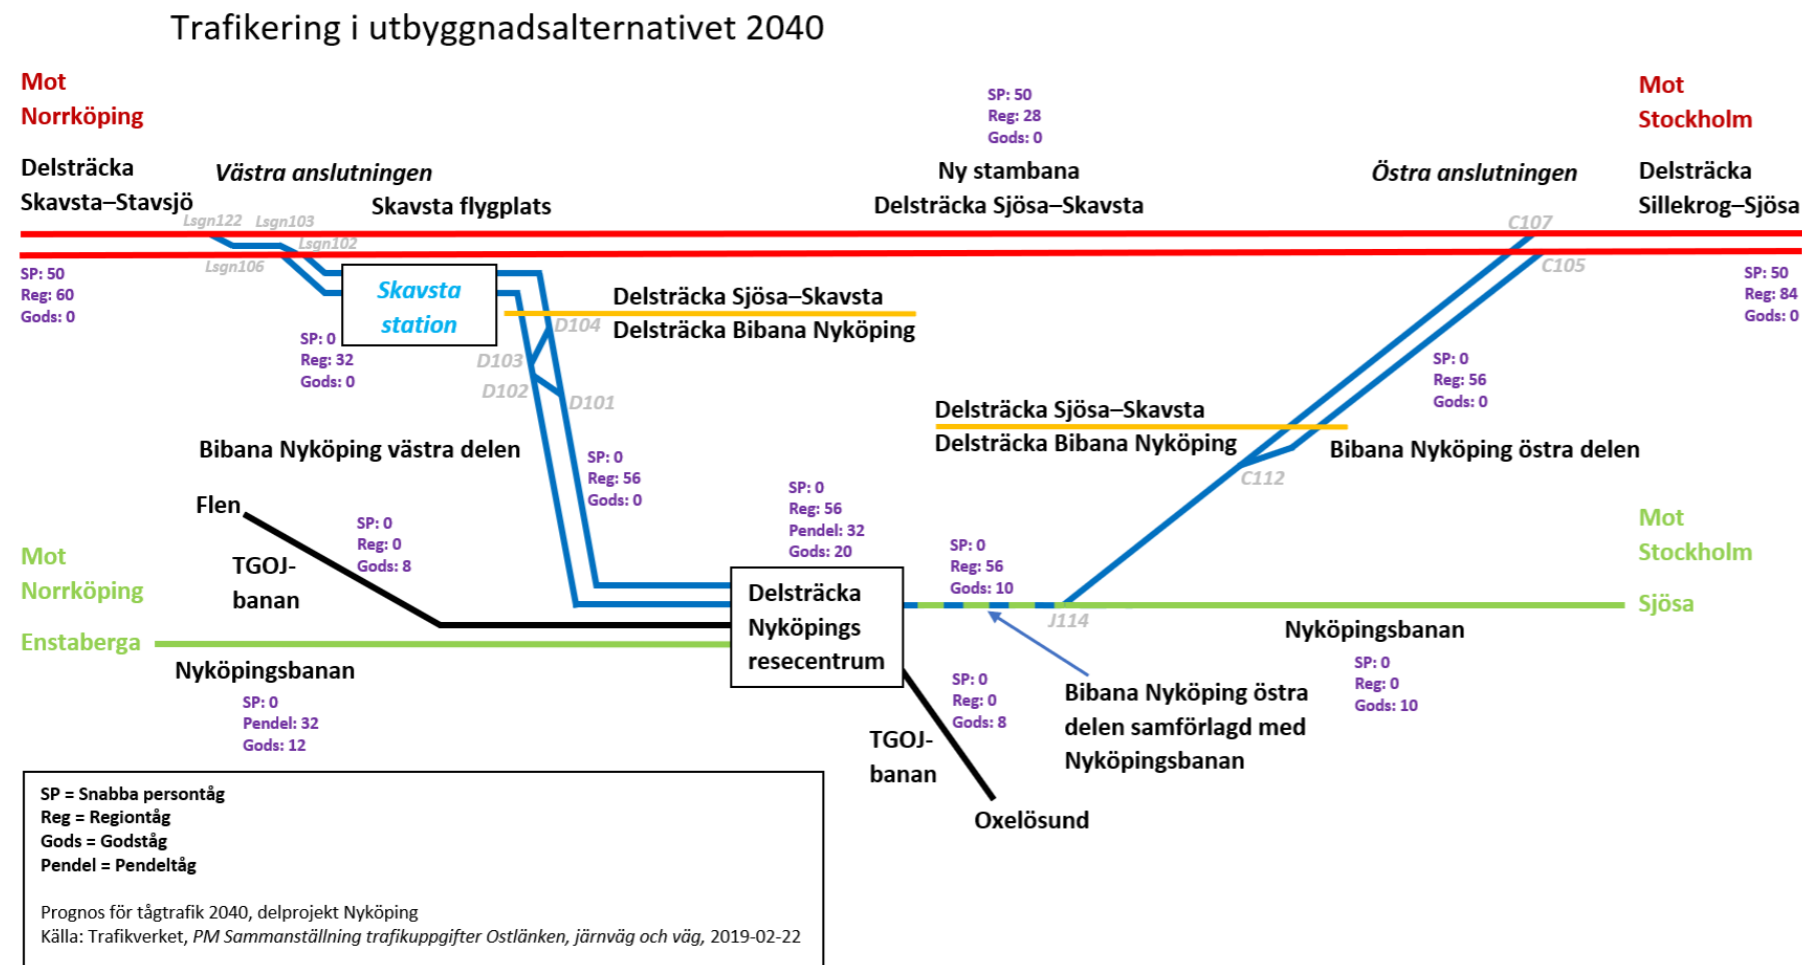 Trafikering i utbyggnadsalternativet 2040
Mot
Norrköping
SP: 50
Reg: 28
Gods: 0
Mot
Stockholm
Delsträcka
Skavsta–Stavsjö
Västra anslutningen
Skavsta flygplats
Ny stambana
Delsträcka Sjösa–Skavsta
Östra anslutningen
Delsträcka
Sillekrog–Sjösa
Lsgn122
Lsgn103
Lsgn102
Lsgn106
C107
C105
SP: 50
Reg: 60
Gods: 0
Skavsta
station
SP: 50
Reg: 84
Gods: 0
Delsträcka Sjösa–Skavsta
Delsträcka Bibana Nyköping
D104
D103
D102
D101
SP: 0
Reg: 32
Gods: 0
SP: 0
Reg: 56
Gods: 0
Delsträcka Sjösa–Skavsta
Delsträcka Bibana Nyköping
Bibana Nyköping östra delen
C112
Bibana Nyköping västra delen
SP: 0
Reg: 56
Gods: 0
SP: 0
Reg: 56
Pendel: 32
Gods: 20
Flen
SP: 0
Reg: 0
Gods: 8
TGOJ-
banan
Mot
Norrköping
Mot
Stockholm
SP: 0
Reg: 56
Gods: 10
Delsträcka
Nyköpings
resecentrum
J114
Sjösa
Enstaberga
Nyköpingsbanan
SP: 0
Pendel: 32
Gods: 12
Nyköpingsbanan
SP: 0
Reg: 0
Gods: 10
SP: 0
Reg: 0
Gods: 8
Bibana Nyköping östra
delen samförlagd med
Nyköpingsbanan
TGOJ-
banan
Oxelösund
SP = Snabba persontåg
Reg = Regiontåg
Gods = Godståg
Pendel = Pendeltåg
Prognos för tågtrafik 2040, delprojekt Nyköping
Källa: Trafikverket, PM Sammanställning trafikuppgifter Ostlänken, järnväg och väg, 2019-02-22